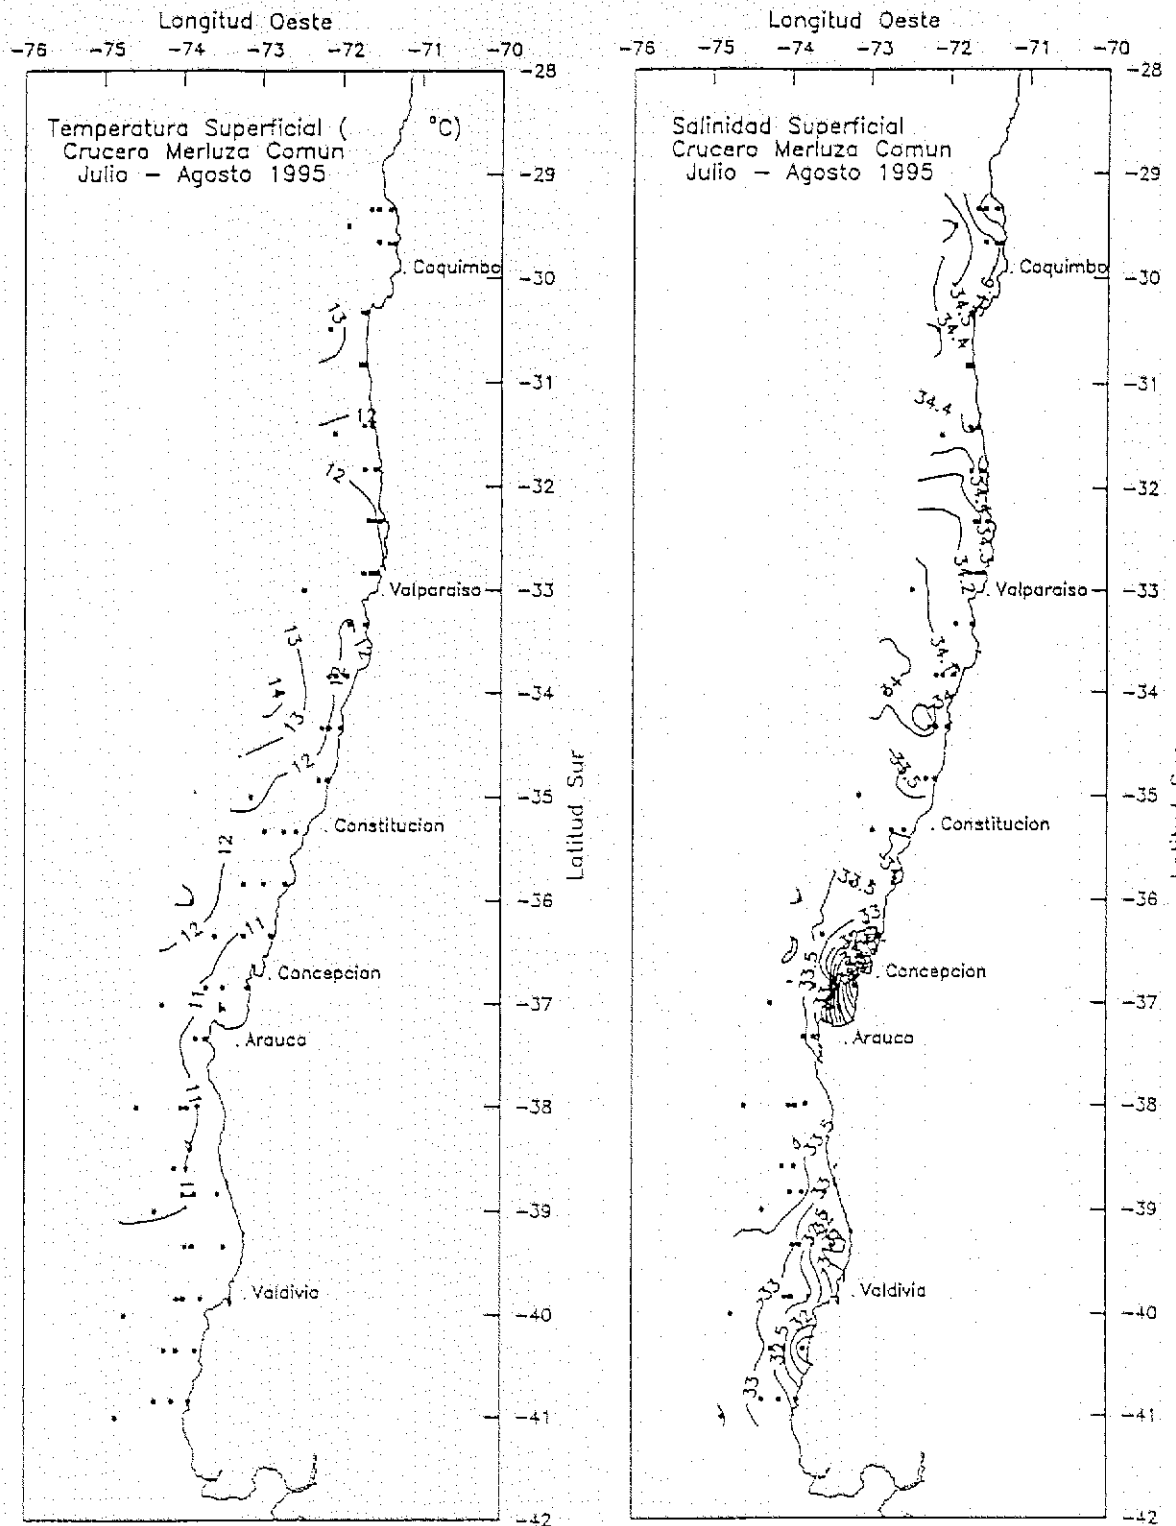 Longitud Oeste
-76 -75 -74 -73 -72 -71 -70
-28
Temperatura Superficial ( °C)
Crucero Merluza Comun
Julio - Agosto 1995
-29
Coquimbo
-30
13
-31
12
12
-32
Valparaiso
-33
13
12
12
14
-34
13
12
-35
Constitucion
12
-36
12
11
Concepcion
11
-37
Arauco
11
-38
11
-39
Valdivia
-40
-41
-42
Latitud Sur
Longitud Oeste
-76 -75 -74 -73 -72 -71 -70
-28
Salinidad Superficial
Crucero Merluza Comun
Julio - Agosto 1995
-29
Coquimbo
-30
34.5
34.4
-31
34.4
-32
34.3
34.2
Valparaiso
-33
-34
33.5
-35
Constitucion
-36
33
33.5
Concepcion
-37
Arauco
-38
33.5
33
-39
33
Valdivia
-40
32.5
33
-41
-42